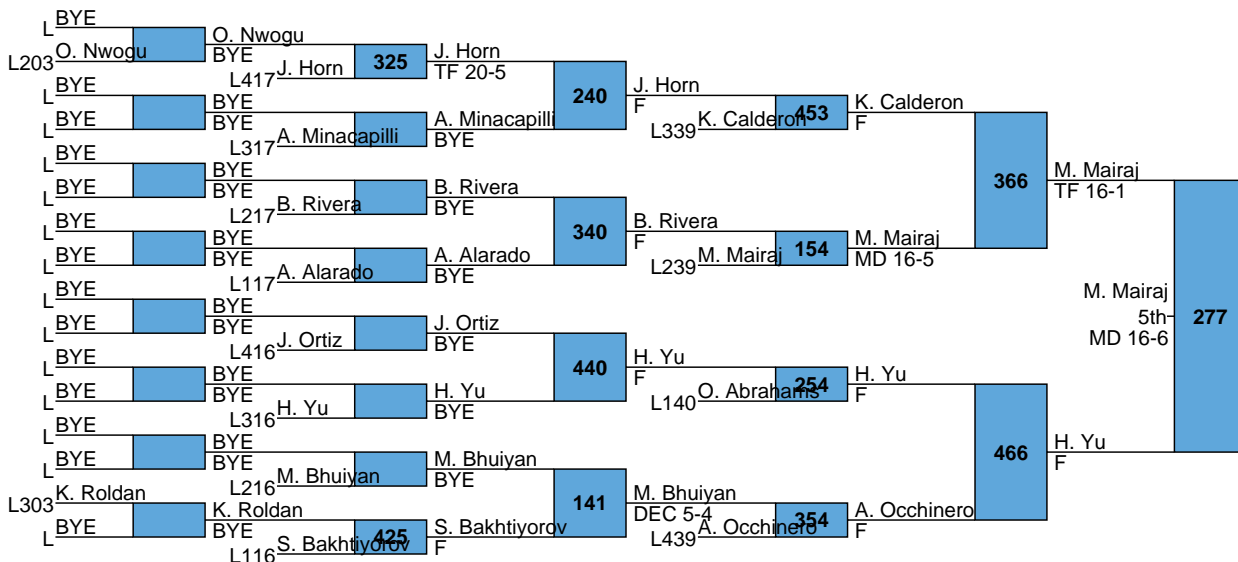 BYE
L
O. Nwogu
L203
O. Nwogu
BYE
J. Horn
L417
325
J. Horn
TF 20-5
BYE
L
BYE
L
BYE
BYE
A. Minacapilli
L317
A. Minacapilli
BYE
240
J. Horn
F
K. Calderon
L339
453
K. Calderon
F
BYE
L
BYE
L
BYE
BYE
B. Rivera
L217
B. Rivera
BYE
BYE
L
BYE
L
BYE
BYE
A. Alarado
L117
A. Alarado
BYE
340
B. Rivera
F
M. Mairaj
L239
154
M. Mairaj
MD 16-5
366
M. Mairaj
TF 16-1
BYE
L
BYE
L
BYE
BYE
J. Ortiz
L416
J. Ortiz
BYE
BYE
L
BYE
L
BYE
BYE
H. Yu
L316
H. Yu
BYE
440
H. Yu
F
O. Abrahams
L140
254
H. Yu
F
BYE
L
BYE
L
BYE
BYE
M. Bhuiyan
L216
M. Bhuiyan
BYE
K. Roldan
L303
BYE
L
K. Roldan
BYE
S. Bakhtiyorov
L116
425
S. Bakhtiyorov
F
141
M. Bhuiyan
DEC 5-4
A. Occhinero
L439
354
A. Occhinero
F
466
H. Yu
F
277
M. Mairaj
5th
MD 16-6